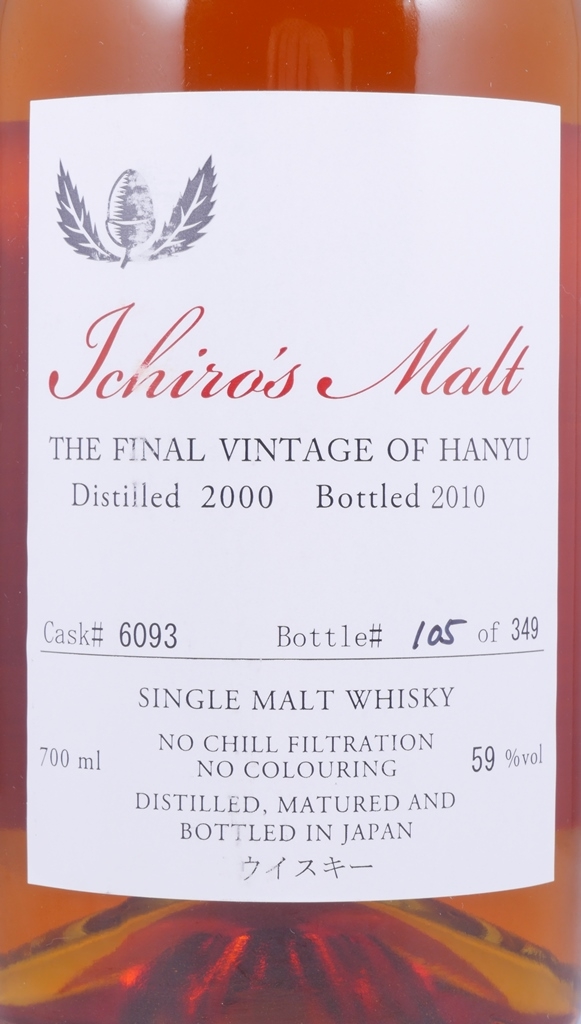 Ichiro's Malt
THE FINAL VINTAGE OF HANYU
Distilled 2000 Bottled 2010
Cask# 6093 Bottle# 105 of 349
SINGLE MALT WHISKY
NO CHILL FILTRATION
NO COLOURING
700 ml 59 %vol
DISTILLED, MATURED AND
BOTTLED IN JAPAN
ウイスキー